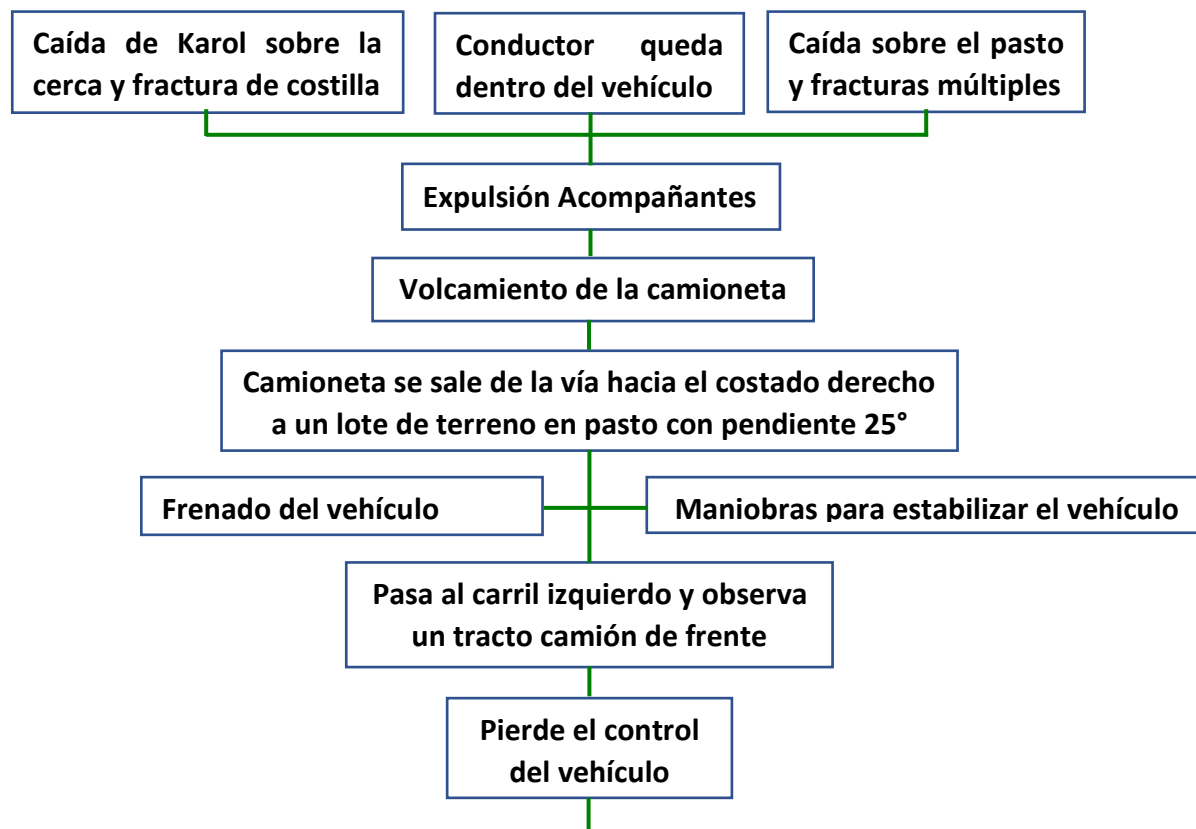 Caída de Karol sobre la
cerca y fractura de costilla
Conductor queda
dentro del vehículo
Caída sobre el pasto
y fracturas múltiples
Expulsión Acompañantes
Volcamiento de la camioneta
Camioneta se sale de la vía hacia el costado derecho
a un lote de terreno en pasto con pendiente 25°
Frenado del vehículo
Maniobras para estabilizar el vehículo
Pasa al carril izquierdo y observa
un tracto camión de frente
Pierde el control
del vehículo